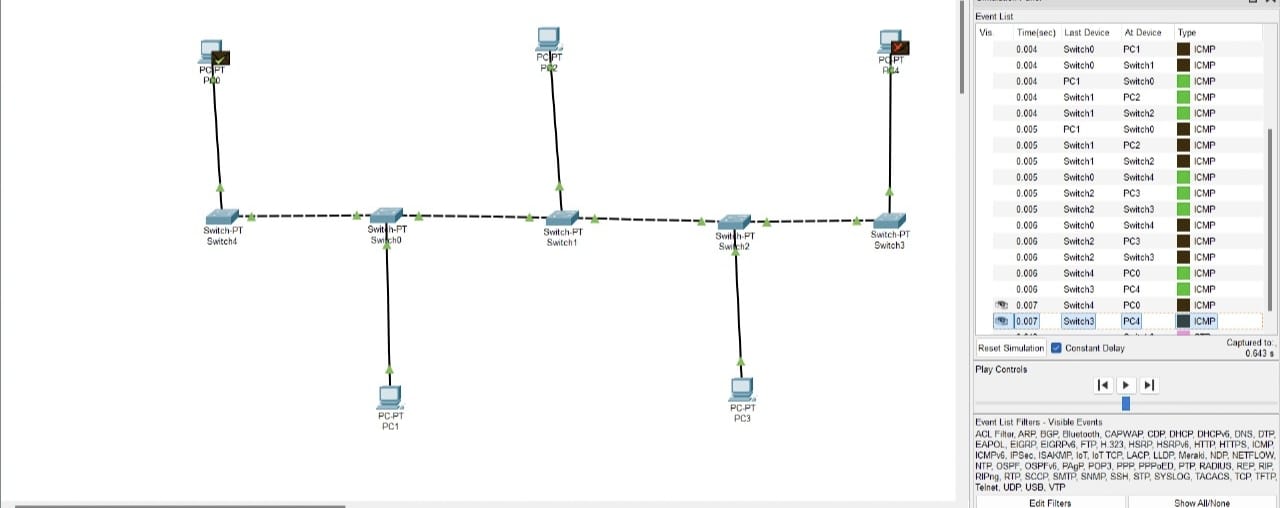 Event List
Vis. Time(sec) Last Device At Device Type
0.004 Switch0 PC1 ICMP
0.004 Switch0 Switch1 ICMP
0.004 PC1 Switch0 ICMP
0.004 Switch1 PC2 ICMP
0.004 Switch1 Switch2 ICMP
0.005 PC1 Switch0 ICMP
0.005 Switch1 PC2 ICMP
0.005 Switch1 Switch2 ICMP
0.005 Switch0 Switch4 ICMP
0.005 Switch2 PC3 ICMP
0.005 Switch2 Switch3 ICMP
0.006 Switch0 Switch4 ICMP
0.006 Switch2 PC3 ICMP
0.006 Switch2 Switch3 ICMP
0.006 Switch4 PC0 ICMP
0.006 Switch3 PC4 ICMP
0.007 Switch4 PC0 ICMP
0.007 Switch3 PC4 ICMP
Reset Simulation Constant Delay
Captured to:
0.643 s
Play Controls
Event List Filters - Visible Events
ACL Filter, ARP, BGP, Bluetooth, CAPWAP, CDP, DHCP, DHCPv6, DNS, DTP,
EAPOL, EIGRP, EIGRPv6, FTP, H.323, HSRP, HSRPv6, HTTP, HTTPS, ICMP,
ICMPv6, IPSec, ISAKMP, IoT, IoT TCP, LACP, LLDP, Meraki, NDP, NETFLOW,
NTP, OSPF, OSPFv6, PAgP, POP3, PPP, PPPoED, PTP, RADIUS, REP, RIP,
RIPng, RTP, SCCP, SMTP, SNMP, SSH, STP, SYSLOG, TACACS, TCP, TFTP,
Telnet, UDP, USB, VTP
Edit Filters Show All/None
PC-PT
PC0
PC-PT
PC2
PC-PT
PC4
Switch-PT
Switch4
Switch-PT
Switch0
Switch-PT
Switch1
Switch-PT
Switch2
Switch-PT
Switch3
PC-PT
PC1
PC-PT
PC3